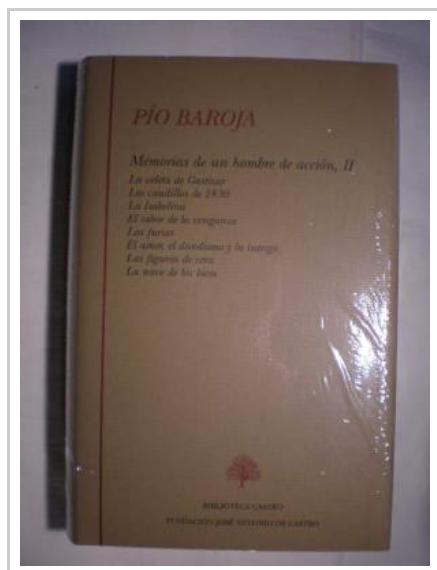 PÍO BAROJA
Memorias de un hombre de acción, II
La veleta de Gastizar
Los caudillos de 1830
La Isabelina
El sabor de la venganza
Las furias
El amor, el dandismo y la intriga
Las figuras de cera
La nave de los locos
BIBLIOTECA CASTRO
FUNDACIÓN JOSÉ ANTONIO DE CASTRO